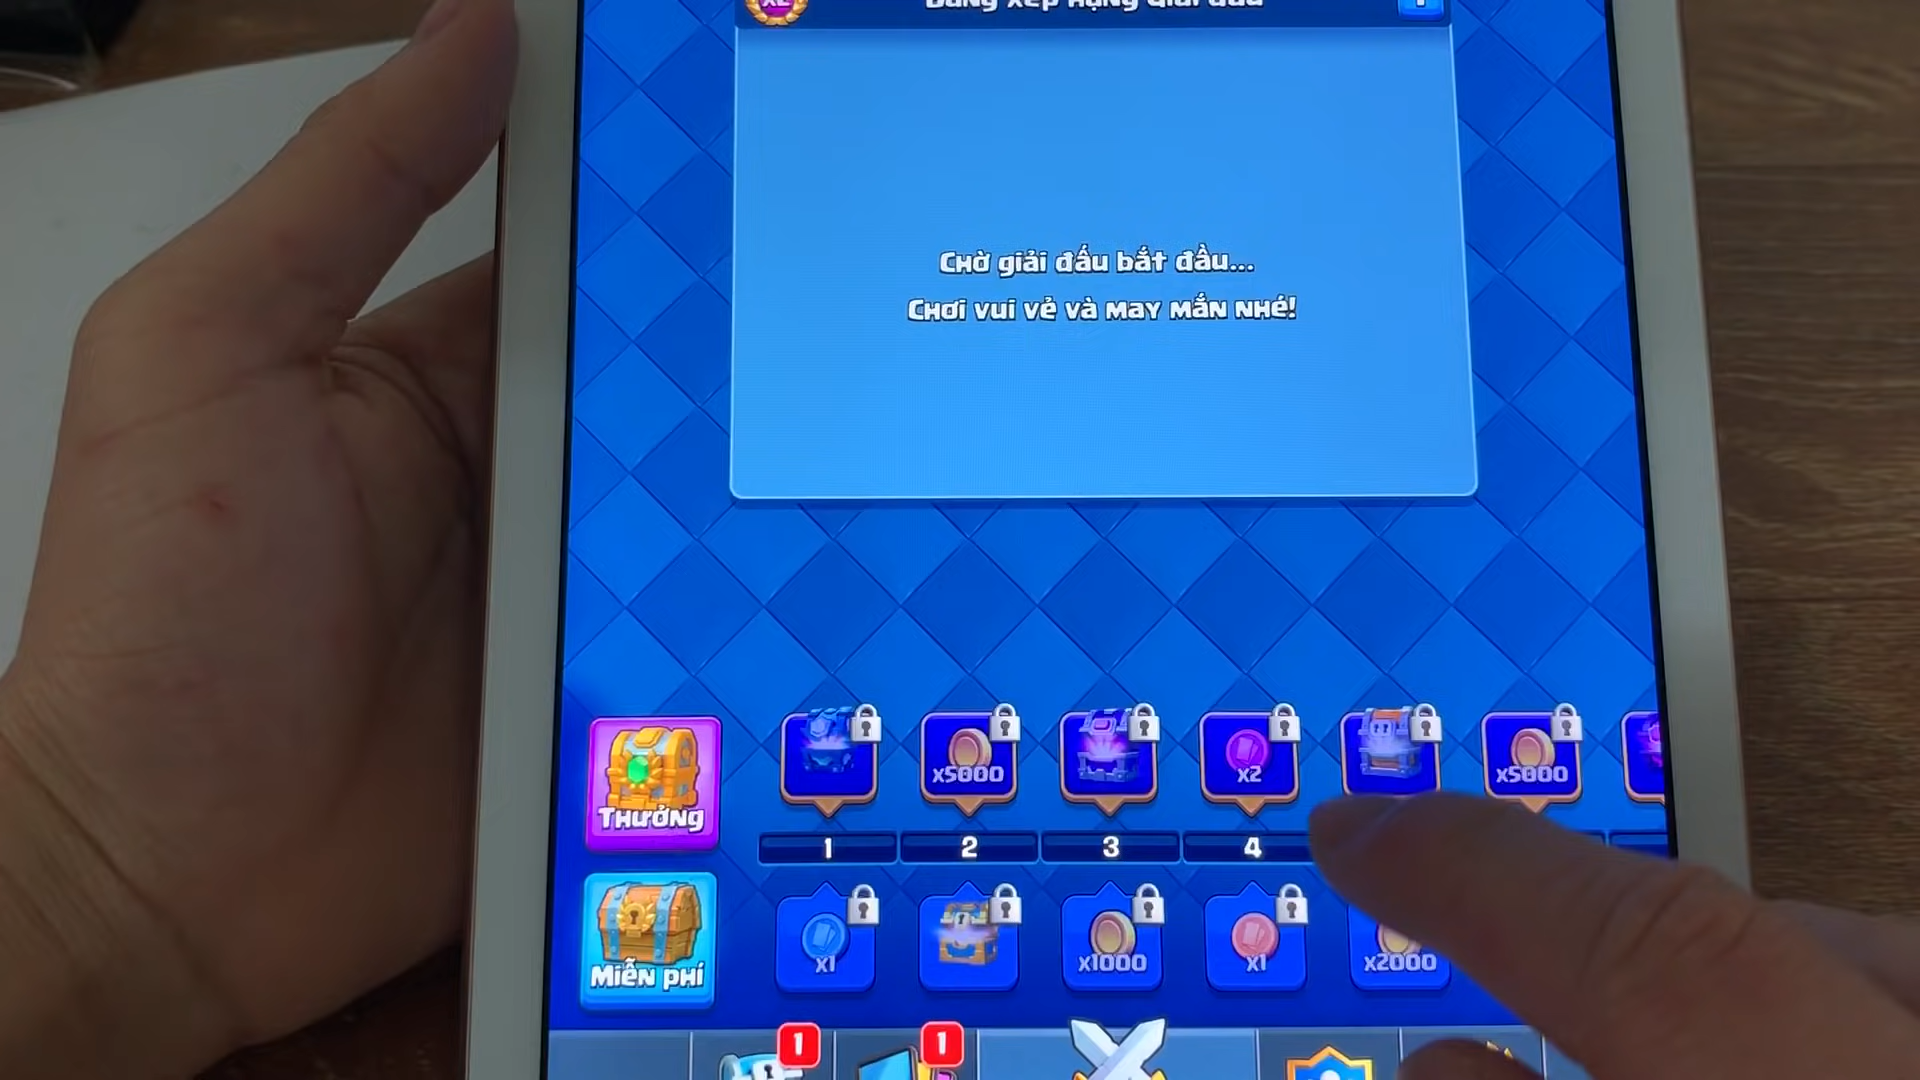 Chờ giải đấu bắt đầu...
Chơi vui vẻ và may mắn nhé!
x5000
x2
x5000
Thưởng
1
2
3
4
x1
x1000
x1
x2000
Miễn phí
1
1